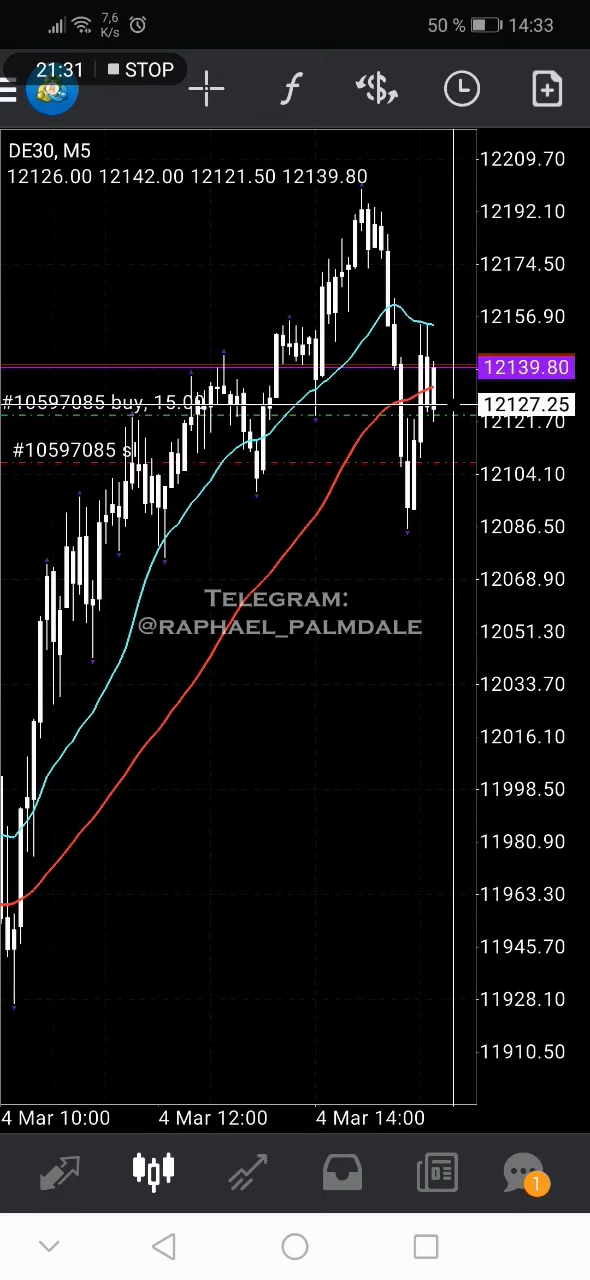 7,6
K/s
50 %
14:33
21:31
STOP
DE30, M5
12126.00 12142.00 12121.50 12139.80
12209.70
12192.10
12174.50
12156.90
12139.80
#10597085 buy, 15.00
12127.25
12121.70
#10597085 sl
12104.10
12086.50
12068.90
TELEGRAM:
@RAPHAEL_PALMDALE
12051.30
12033.70
12016.10
11998.50
11980.90
11963.30
11945.70
11928.10
11910.50
4 Mar 10:00
4 Mar 12:00
4 Mar 14:00
1